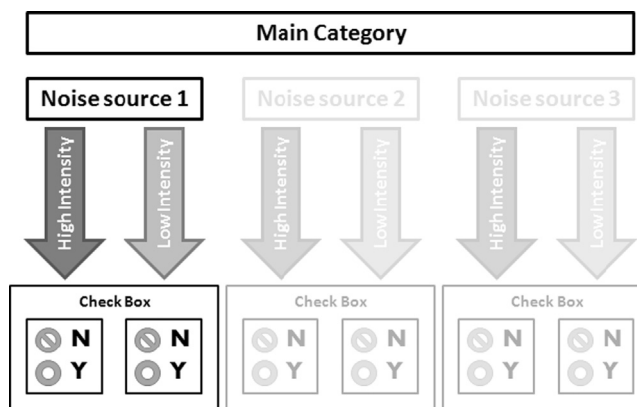 Main Category
Noise source 1
Noise source 2
Noise source 3
High Intensity
Low Intensity
High Intensity
Low Intensity
High Intensity
Low Intensity
Check Box
N
Y
N
Y
Check Box
N
Y
N
Y
Check Box
N
Y
N
Y